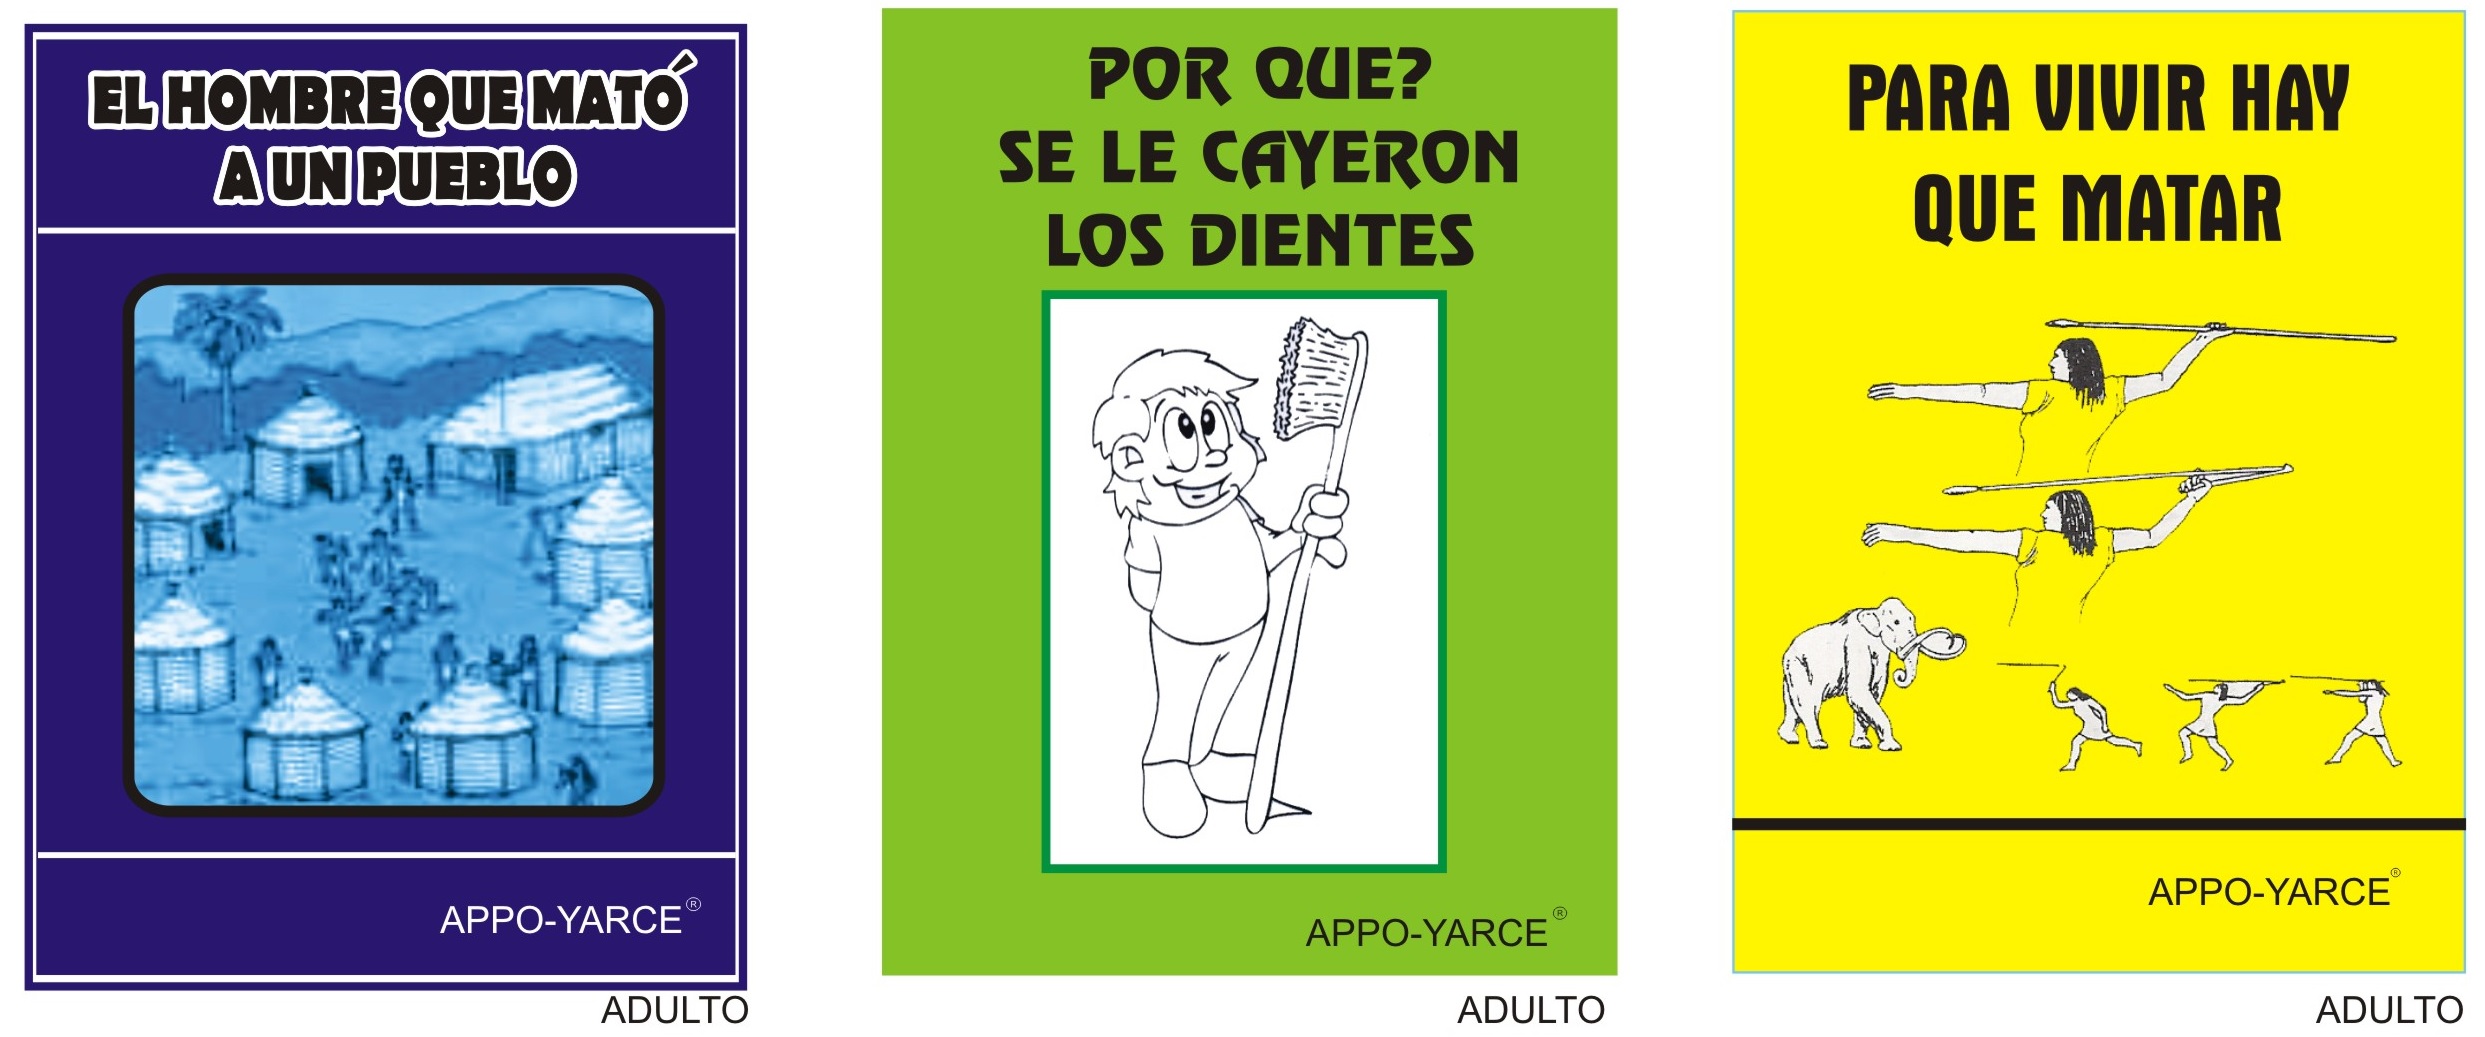 EL HOMBRE QUE MATÓ
A UN PUEBLO
APPO-YARCE®
ADULTO
POR QUE?
SE LE CAYERON
LOS DIENTES
APPO-YARCE®
ADULTO
PARA VIVIR HAY
QUE MATAR
APPO-YARCE®
ADULTO